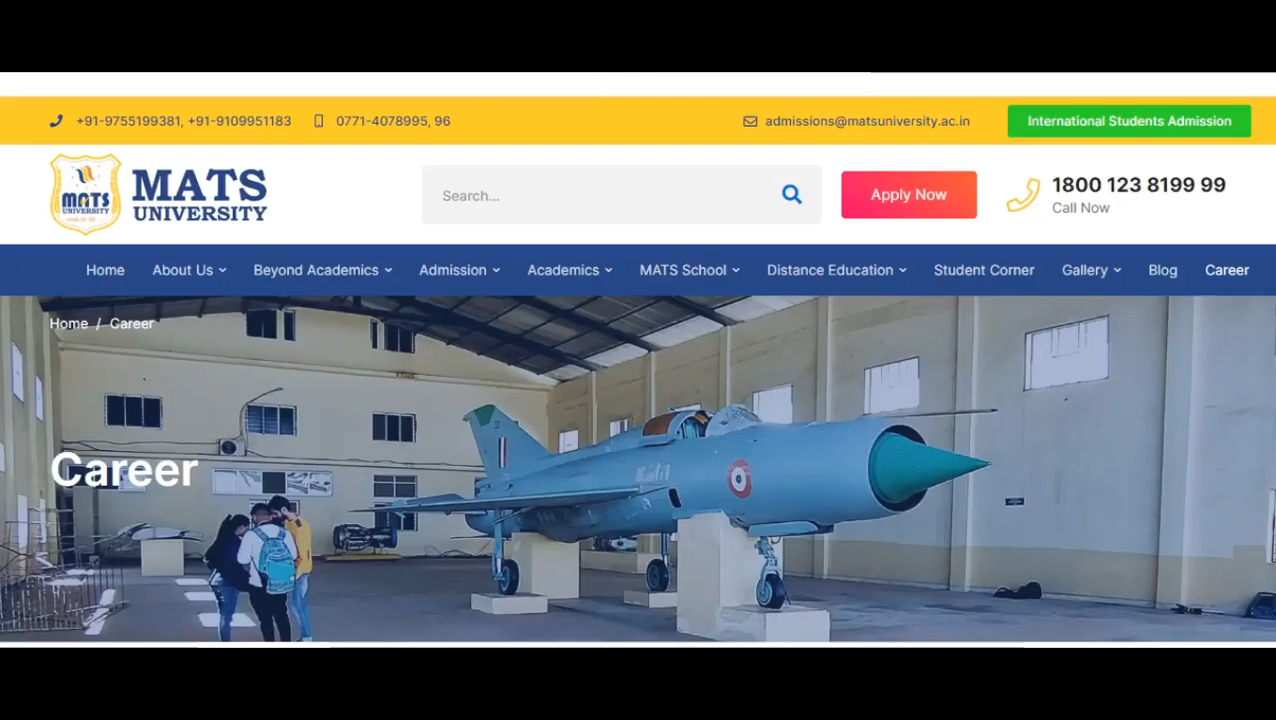 +91-9755199381, +91-9109951183 0771-4078995, 96 admissions@matsuniversity.ac.in International Students Admission
MATS
UNIVERSITY
MATS
UNIVERSITY
Search...
Apply Now
1800 123 8199 99
Call Now
Home About Us Beyond Academics Admission Academics MATS School Distance Education Student Corner Gallery Blog Career
Home / Career
Career